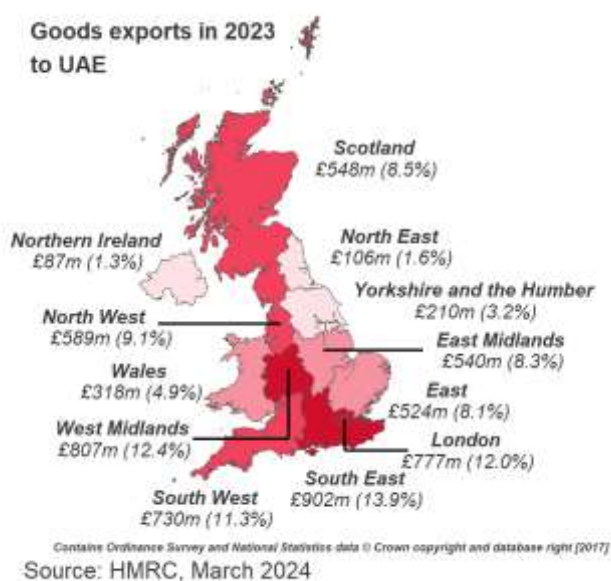 Goods exports in 2023
to UAE
Scotland
£548m (8.5%)
Northern Ireland
£87m (1.3%)
North East
£106m (1.6%)
Yorkshire and the Humber
£210m (3.2%)
North West
£589m (9.1%)
East Midlands
£540m (8.3%)
Wales
£318m (4.9%)
East
£524m (8.1%)
West Midlands
£807m (12.4%)
London
£777m (12.0%)
South East
£902m (13.9%)
South West
£730m (11.3%)
Contains Ordinance Survey and National Statistics data © Crown copyright and database right [2017]
Source: HMRC, March 2024